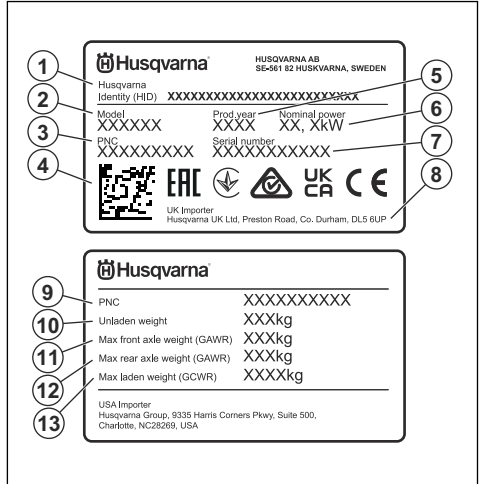 Husqvarna
HUSQVARNA AB
SE-561 82 HUSKVARNA, SWEDEN
1
Husqvarna
Identity (HID) XXXXXXXXXXXXXXXXXXXXXXXXX
5
2
Model Prod.year Nominal power
XXXXXX XXXX XX, XkW
6
3
PNC Serial number
XXXXXXXXX XXXXXXXXXXX
7
4
EAC UK CA CE
8
UK Importer
Husqvarna UK Ltd, Preston Road, Co. Durham, DL5 6UP
Husqvarna
9 PNC XXXXXXXXXX
10 Unladen weight XXXkg
11 Max front axle weight (GAWR) XXXkg
12 Max rear axle weight (GAWR) XXXkg
13 Max laden weight (GCWR) XXXXkg
USA Importer
Husqvarna Group, 9335 Harris Corners Pkwy, Suite 500,
Charlotte, NC28269, USA